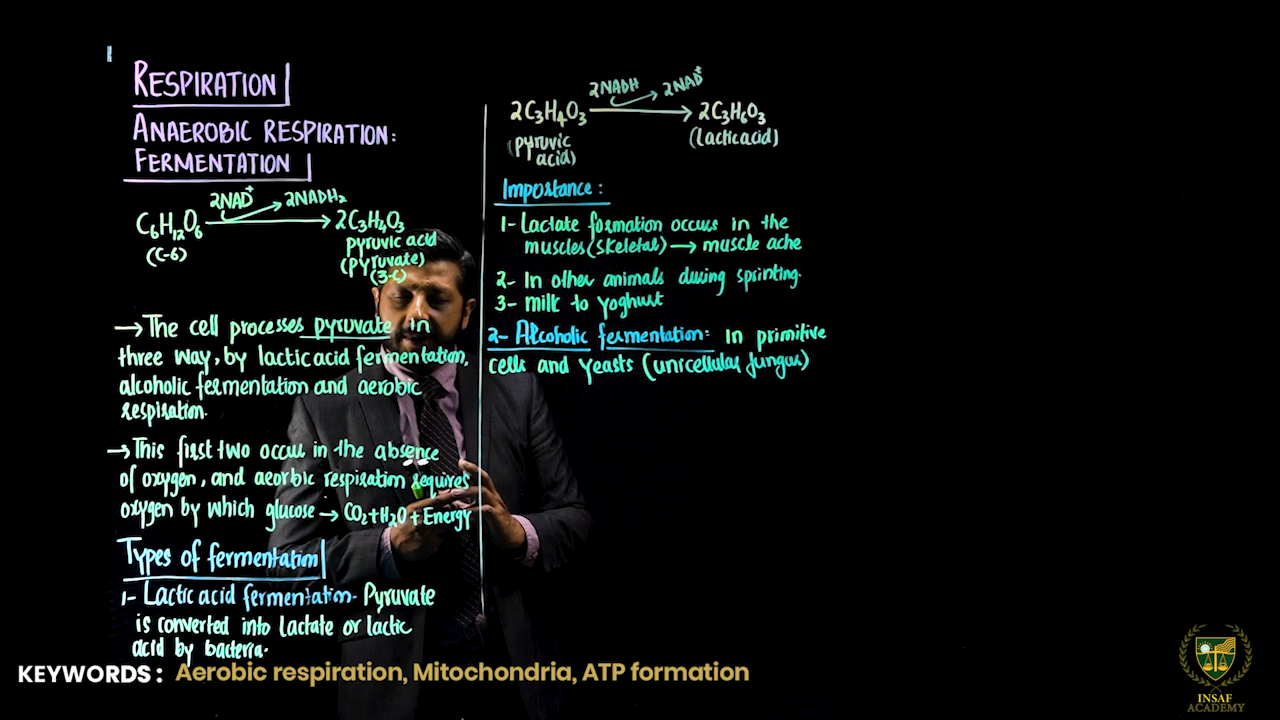 RESPIRATION
ANAEROBIC RESPIRATION:
FERMENTATION
2NAD⁺ 2NADH₂
C₆H₁₂O₆ 2C₃H₄O₃
(C-6) pyruvic acid
(pyruvate)
(3-C)
→The cell processes pyruvate in
three way, by lactic acid fermentation,
alcoholic fermentation and aerobic
respiration.
→This first two occur in the absence
of oxygen, and aeorbic respiration requires
oxygen by which glucose → CO₂+H₂O+Energy
Types of fermentation
1- Lactic acid fermentation- Pyruvate
is converted into Lactate or lactic
acid by bacteria.
2NADH 2NAD⁺
2C₃H₄O₃ 2C₃H₆O₃
(pyruvic (lactic acid)
acid)
Importance:
1- Lactate formation occurs in the
muscles (skeletal) → muscle ache
2- In other animals during sprinting.
3- milk to yoghurt
2- Alcoholic fermentation: In primitive
cells and yeasts (unicellular fungus)
KEYWORDS: Aerobic respiration, Mitochondria, ATP formation
INSAF
ACADEMY